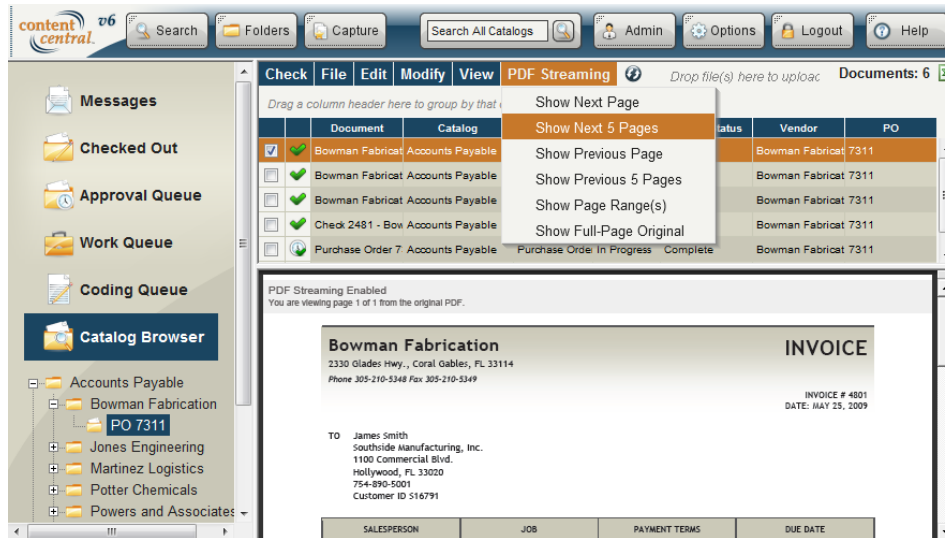 content central. v6 Search Folders Capture Search All Catalogs Admin Options Logout Help
Messages
Checked Out
Approval Queue
Work Queue
Coding Queue
Catalog Browser
Accounts Payable
Bowman Fabrication
PO 7311
Jones Engineering
Martinez Logistics
Potter Chemicals
Powers and Associates
Check File Edit Modify View PDF Streaming Drop file(s) here to upload Documents: 6
Drag a column header here to group by that
Show Next Page
Show Next 5 Pages
Show Previous Page
Show Previous 5 Pages
Show Page Range(s)
Show Full-Page Original
Document Catalog tatus Vendor PO
Bowman Fabricat Accounts Payable Bowman Fabricat 7311
Bowman Fabricat Accounts Payable Bowman Fabricat 7311
Bowman Fabricat Accounts Payable Bowman Fabricat 7311
Check 2481 - Bow Accounts Payable Bowman Fabricat 7311
Purchase Order 7 Accounts Payable Purchase Order In Progress Complete Bowman Fabricat 7311
PDF Streaming Enabled
You are viewing page 1 of 1 from the original PDF.
Bowman Fabrication INVOICE
2330 Glades Hwy., Coral Gables, FL 33114
Phone 305-210-5348 Fax 305-210-5349
INVOICE # 4801
DATE: MAY 25, 2009
TO James Smith
Southside Manufacturing, Inc.
1100 Commercial Blvd.
Hollywood, FL 33020
754-890-5001
Customer ID S16791
SALESPERSON JOB PAYMENT TERMS DUE DATE